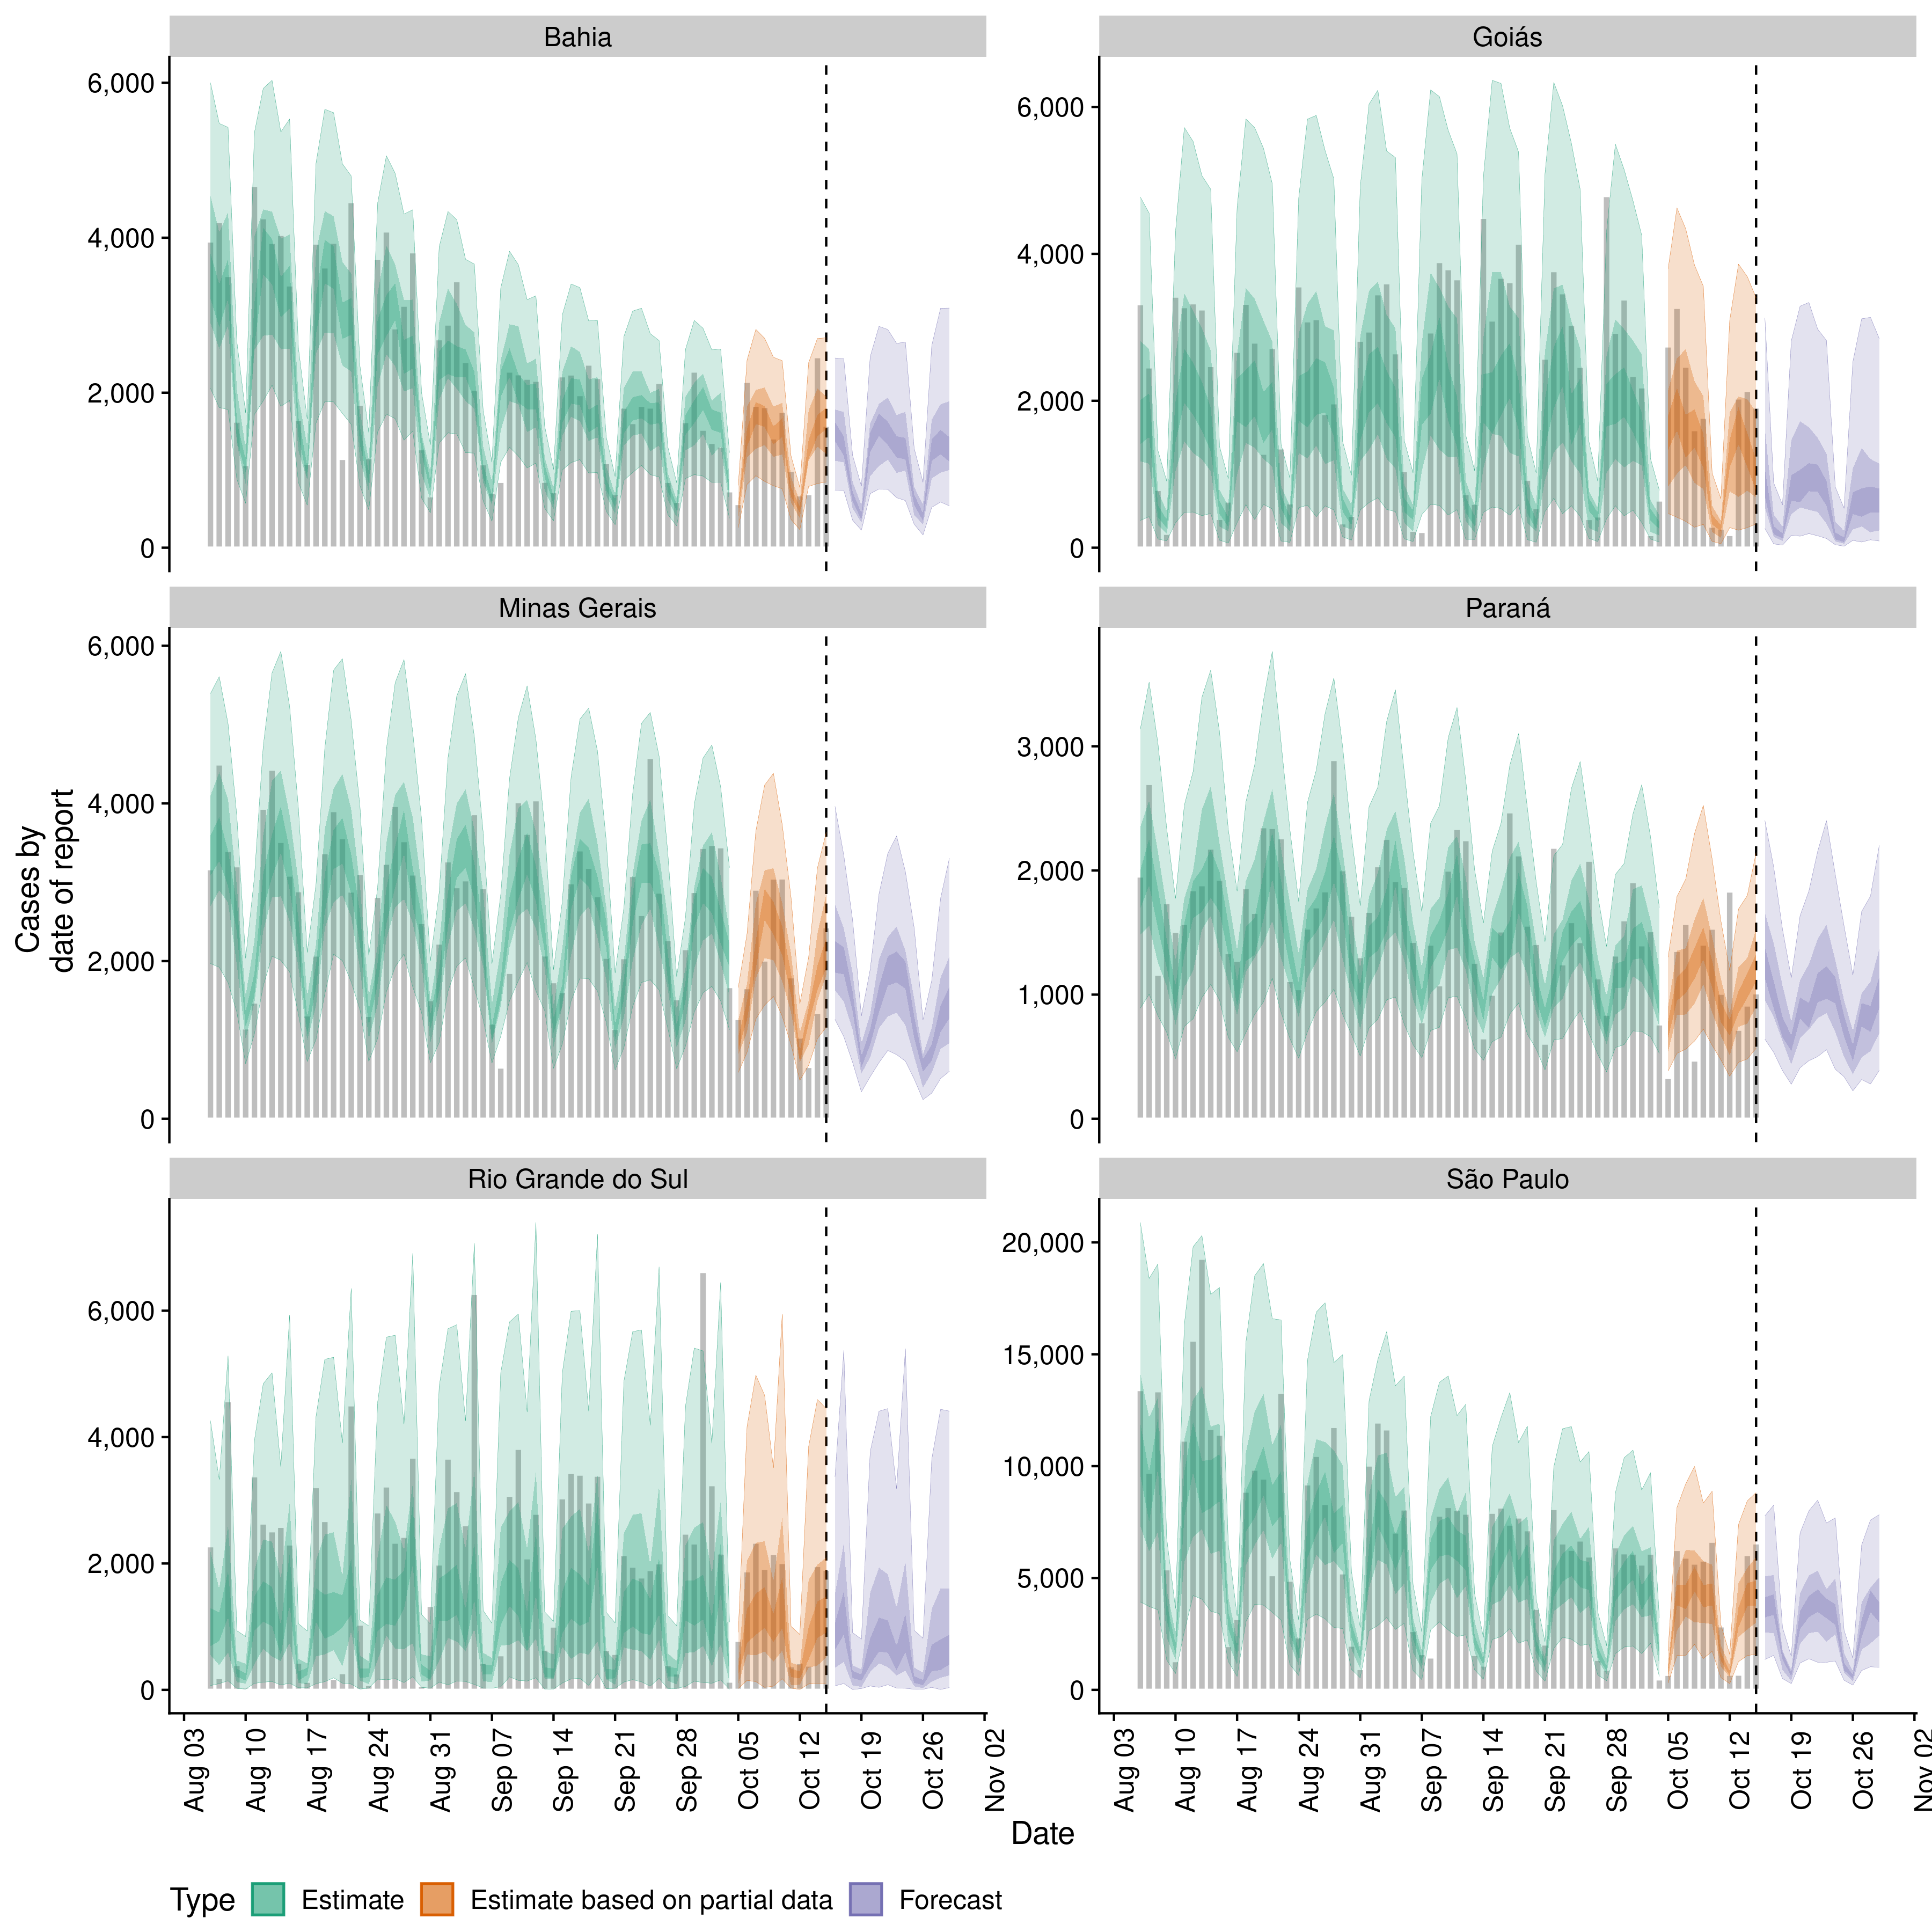 Bahia
Goiás
6,000
4,000
2,000
0
6,000
4,000
2,000
0
Minas Gerais
Paraná
6,000
4,000
2,000
0
3,000
2,000
1,000
0
Rio Grande do Sul
São Paulo
6,000
4,000
2,000
0
20,000
15,000
10,000
5,000
0
Cases by
date of report
Aug 03
Aug 10
Aug 17
Aug 24
Aug 31
Sep 07
Sep 14
Sep 21
Sep 28
Oct 05
Oct 12
Oct 19
Oct 26
Nov 02
Aug 03
Aug 10
Aug 17
Aug 24
Aug 31
Sep 07
Sep 14
Sep 21
Sep 28
Oct 05
Oct 12
Oct 19
Oct 26
Nov 02
Date
Type Estimate Estimate based on partial data Forecast